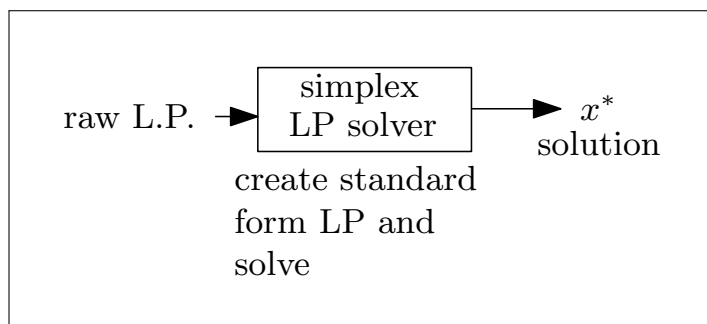 raw L.P.
simplex
LP solver
x*
solution
create standard
form LP and
solve